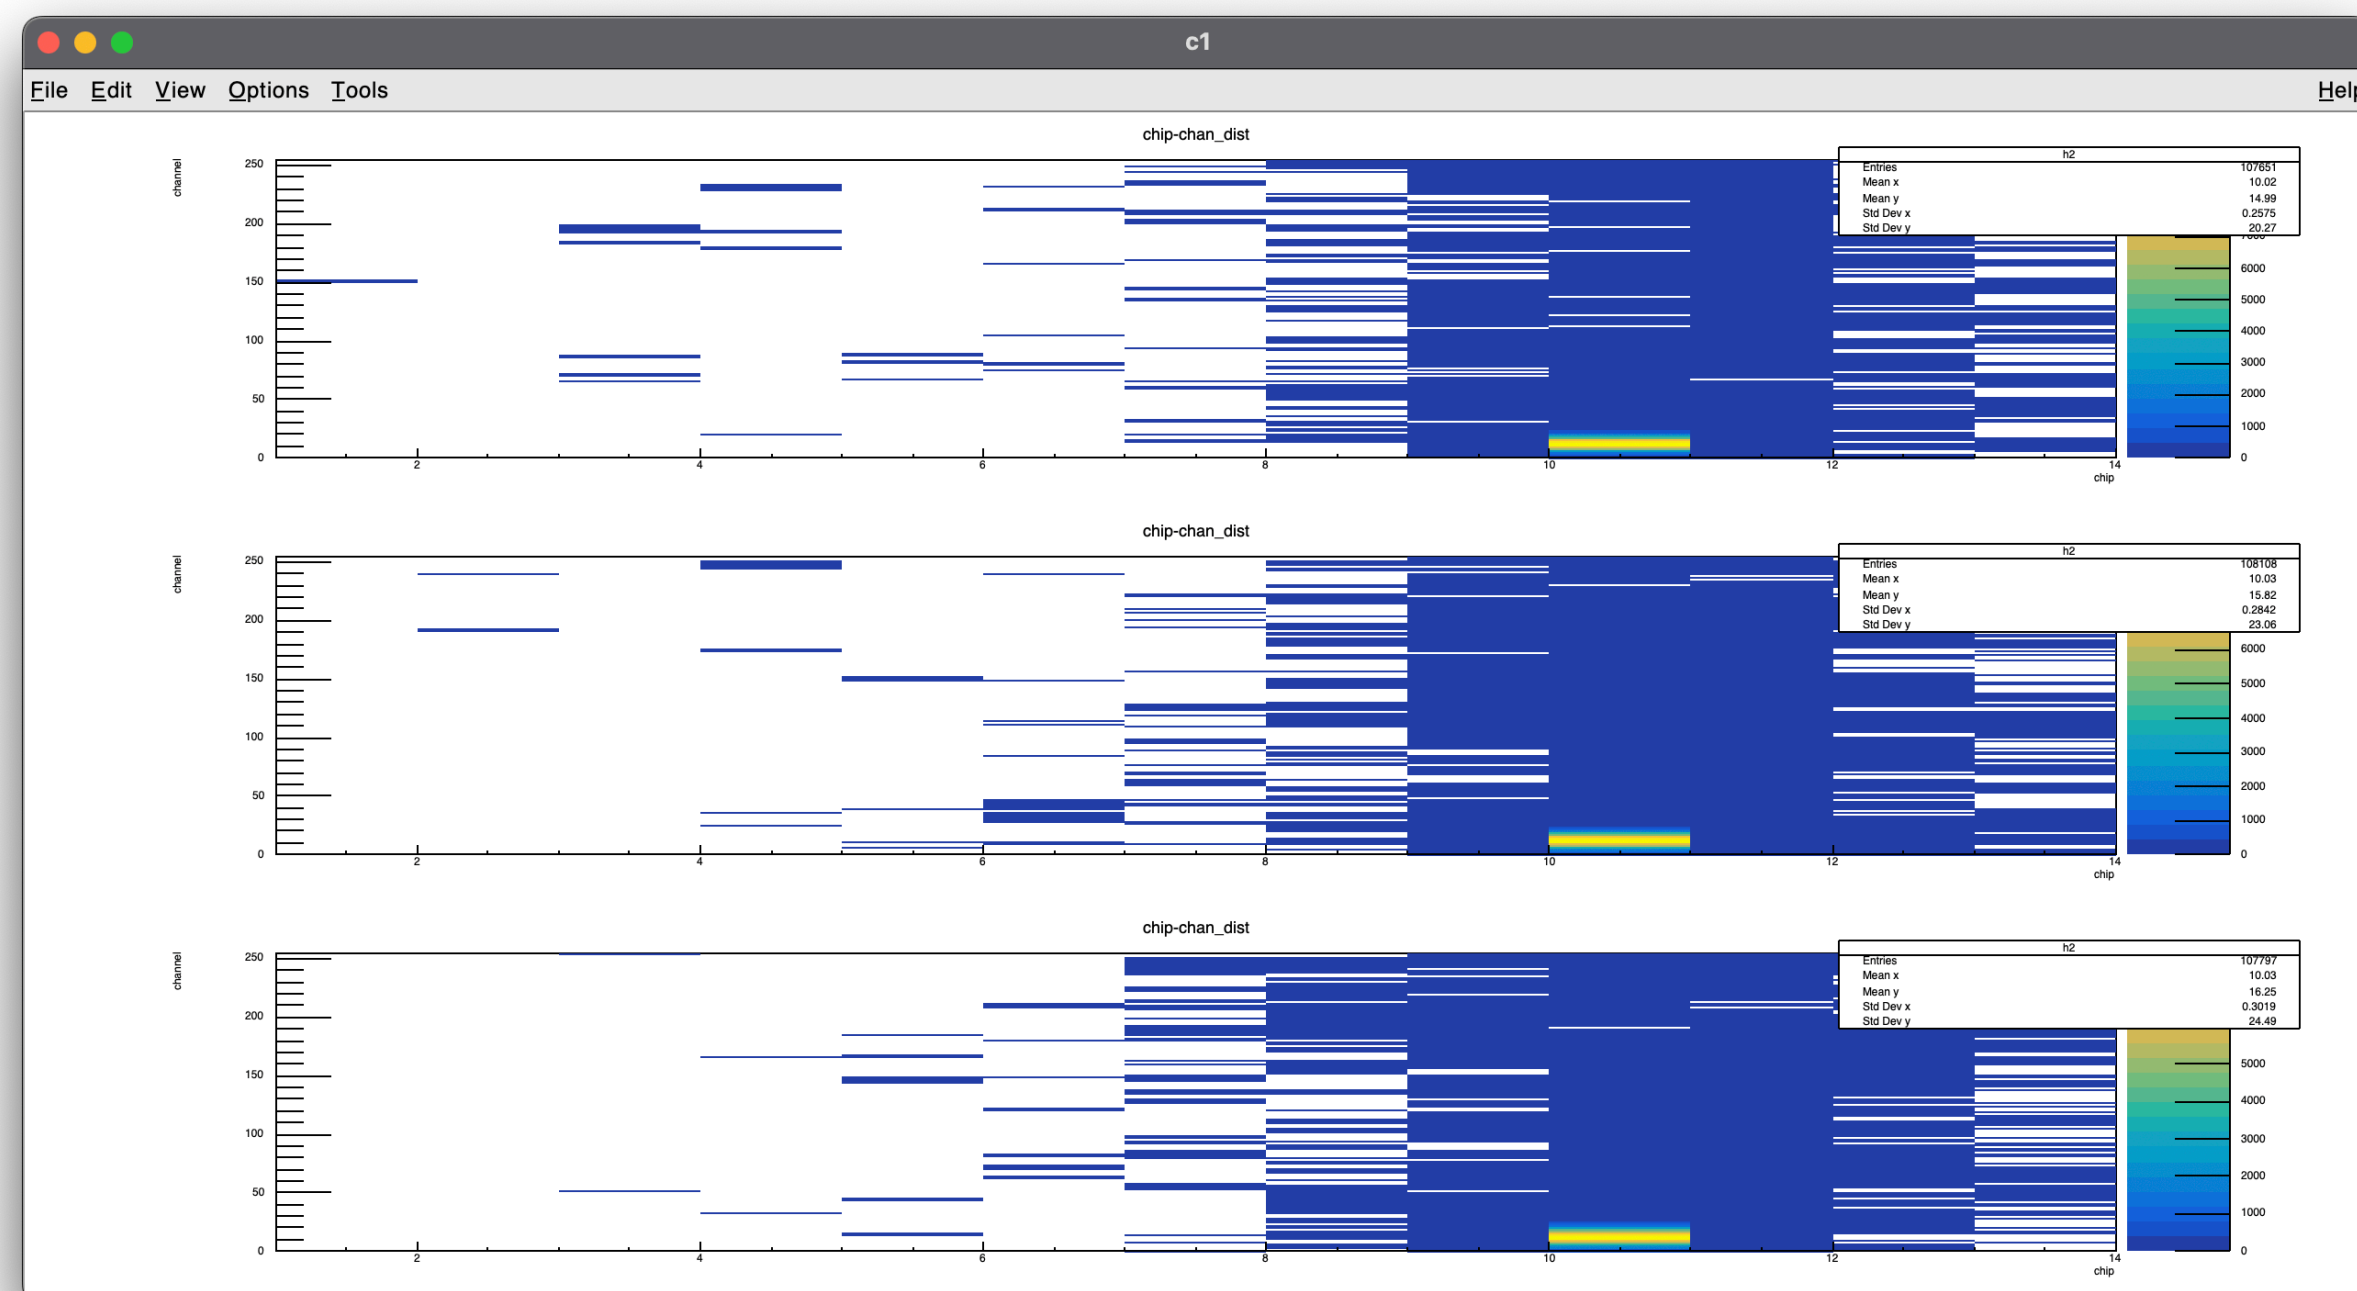 c1
File Edit View Options Tools
chip-chan_dist
channel
250
200
150
100
50
0
2 4 6 8 10 12 14
chip
h2
Entries 107651
Mean x 10.02
Mean y 14.99
Std Dev x 0.2575
Std Dev y 20.27
6000
5000
4000
3000
2000
1000
0
chip-chan_dist
channel
250
200
150
100
50
0
2 4 6 8 10 12 14
chip
h2
Entries 108108
Mean x 10.03
Mean y 15.82
Std Dev x 0.2842
Std Dev y 23.06
6000
5000
4000
3000
2000
1000
0
chip-chan_dist
channel
250
200
150
100
50
0
2 4 6 8 10 12 14
chip
h2
Entries 107797
Mean x 10.03
Mean y 16.25
Std Dev x 0.3019
Std Dev y 24.49
5000
4000
3000
2000
1000
0